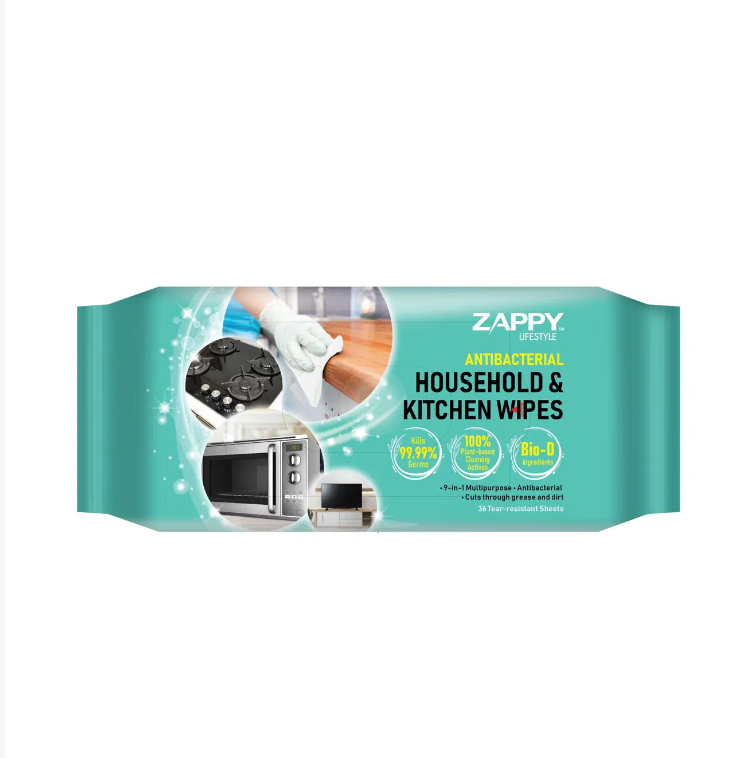 ZAPPY™
LIFESTYLE
ANTIBACTERIAL
HOUSEHOLD &
KITCHEN WIPES
Kills
99.99%
Germs
100%
Plant-based
Cleaning
Actives
Bio-D
Ingredients
• 9-in-1 Multipurpose • Antibacterial
• Cuts through grease and dirt
36 Tear-resistant Sheets